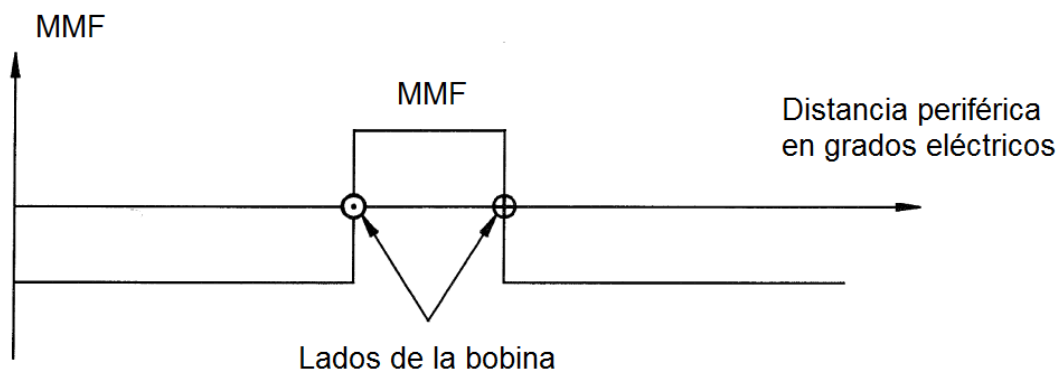 MMF
MMF
Distancia periférica
en grados eléctricos
Lados de la bobina